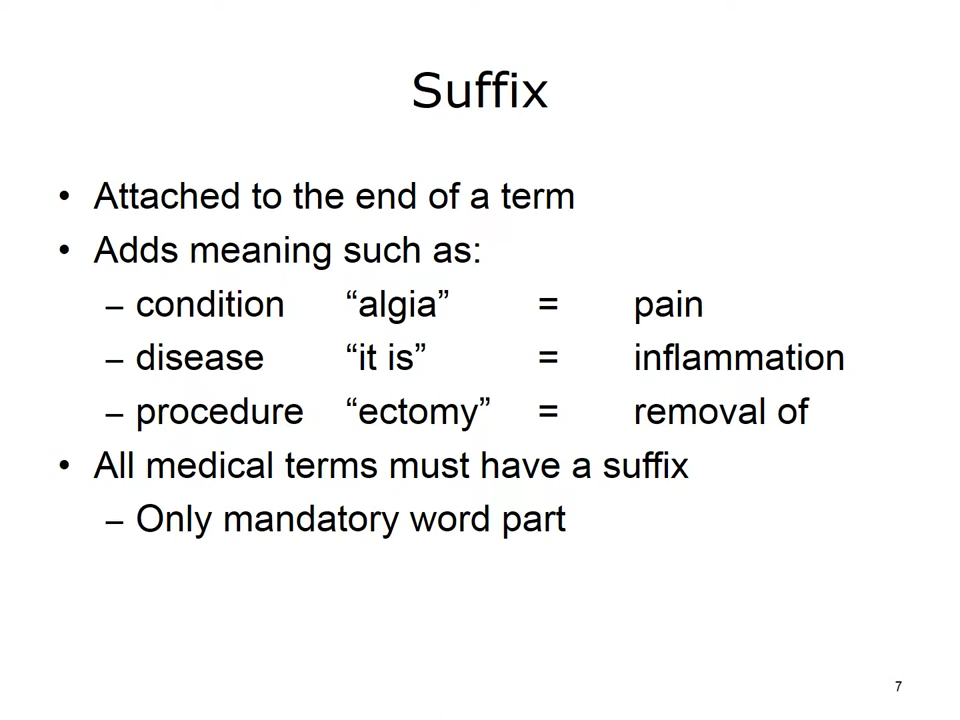 Suffix
• Attached to the end of a term
• Adds meaning such as:
– condition “algia” = pain
– disease “it is” = inflammation
– procedure “ectomy” = removal of
• All medical terms must have a suffix
– Only mandatory word part
7